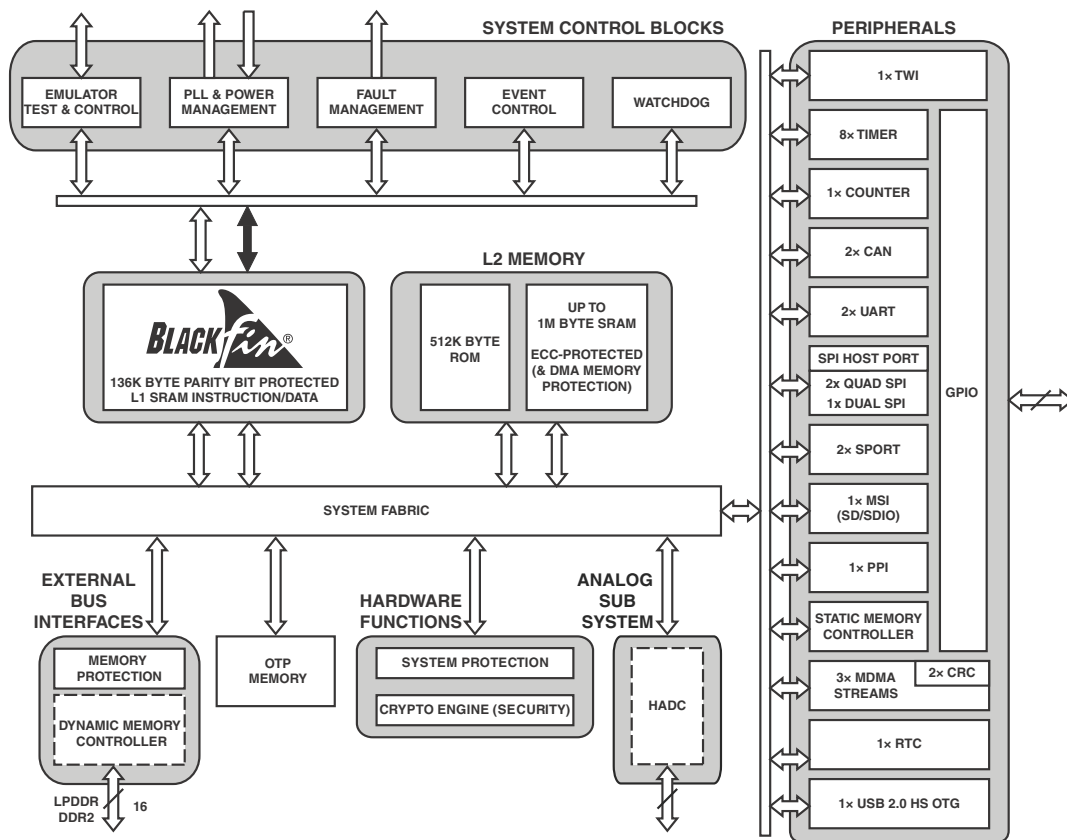 SYSTEM CONTROL BLOCKS
EMULATOR
TEST & CONTROL
PLL & POWER
MANAGEMENT
FAULT
MANAGEMENT
EVENT
CONTROL
WATCHDOG
BLACKfin®
136K BYTE PARITY BIT PROTECTED
L1 SRAM INSTRUCTION/DATA
L2 MEMORY
512K BYTE
ROM
UP TO
1M BYTE SRAM
ECC-PROTECTED
(& DMA MEMORY
PROTECTION)
SYSTEM FABRIC
EXTERNAL
BUS
INTERFACES
MEMORY
PROTECTION
DYNAMIC MEMORY
CONTROLLER
LPDDR
DDR2
16
OTP
MEMORY
HARDWARE
FUNCTIONS
SYSTEM PROTECTION
CRYPTO ENGINE (SECURITY)
ANALOG
SUB
SYSTEM
HADC
PERIPHERALS
1× TWI
8× TIMER
1× COUNTER
2× CAN
2× UART
SPI HOST PORT
2x QUAD SPI
1x DUAL SPI
2× SPORT
1× MSI
(SD/SDIO)
1× PPI
STATIC MEMORY
CONTROLLER
GPIO
3× MDMA
STREAMS
2× CRC
1× RTC
1× USB 2.0 HS OTG